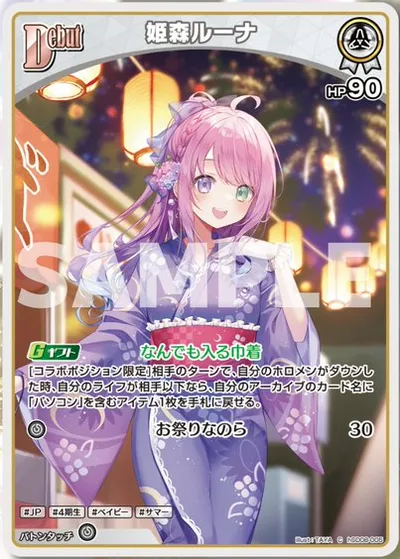 Debut
姫森ルーナ
HP90
SAMPLE
Gギフト なんでも入る巾着
[コラボポジション限定]相手のターンで、自分のホロメンがダウン
した時、自分のライフが相手以下なら、自分のアーカイブのカード名に
「パソコン」を含むアイテム1枚を手札に戻せる。
お祭りなのら 30
#JP #4期生 #ベイビー #サマー
バトンタッチ
illust: TAYA C hSD08-005